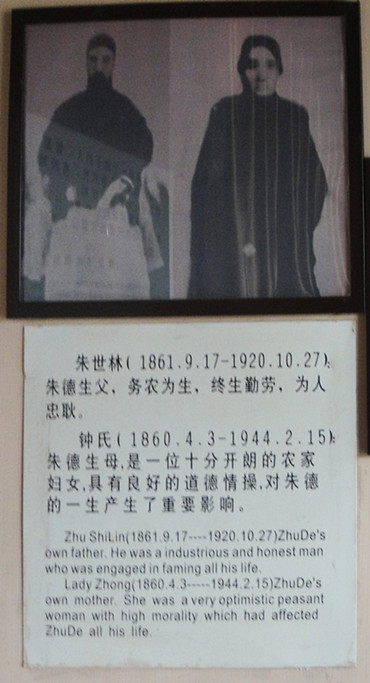 朱世林(1861.9.17-1920.10.27):
朱德生父，务农为生，终生勤劳，为人
忠耿。
钟氏(1860.4.3-1944.2.15):
朱德生母,是一位十分开朗的农家
妇女,具有良好的道德情操,对朱德
的一生产生了重要影响。
Zhu ShiLin(1861.9.17----1920.10.27)ZhuDe's
own father. He was a industrious and honest man
who was engaged in faming all his life.
Lady Zhong(1860.4.3-----1944.2.15)ZhuDe's
own mother. She was a very optimistic peasant
woman with high morality which had affected
ZhuDe all his life.